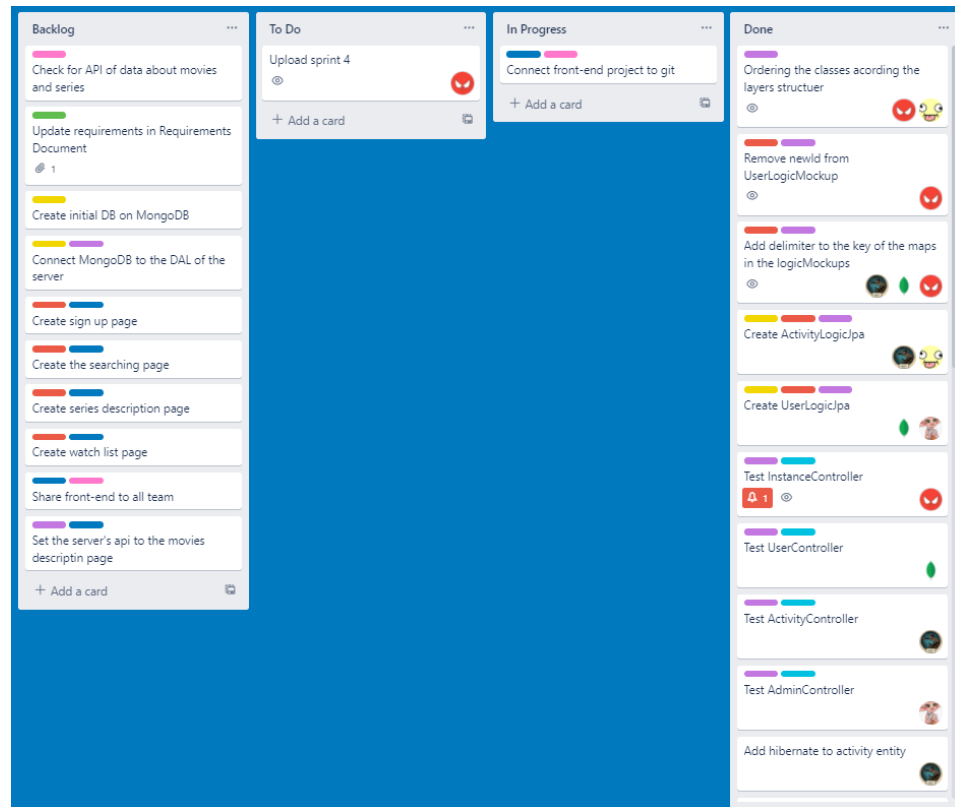 Backlog
Check for API of data about movies
and series
Update requirements in Requirements
Document
1
Create initial DB on MongoDB
Connect MongoDB to the DAL of the
server
Create sign up page
Create the searching page
Create series description page
Create watch list page
Share front-end to all team
Set the server's api to the movies
descriptin page
+ Add a card
To Do
Upload sprint 4
+ Add a card
In Progress
Connect front-end project to git
+ Add a card
Done
Ordering the classes acording the
layers structuer
Remove newId from
UserLogicMockup
Add delimiter to the key of the maps
in the logicMockups
Create ActivityLogicJpa
Create UserLogicJpa
Test InstanceController
1
Test UserController
Test ActivityController
Test AdminController
Add hibernate to activity entity